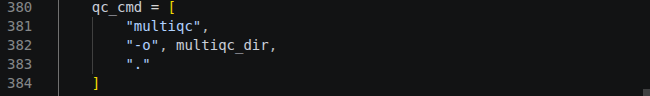 380 qc_cmd = [
381 "multiqc",
382 "-o", multiqc_dir,
383 "."
384 ]